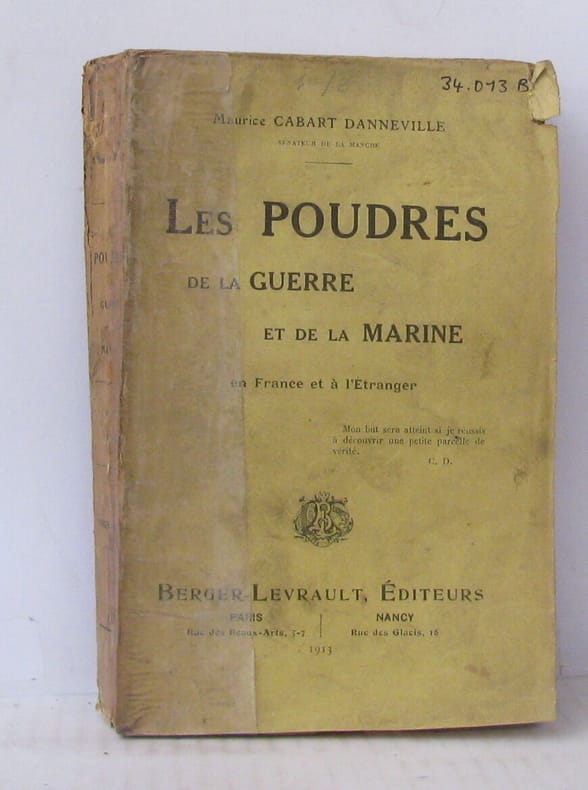 34.013 B
Maurice CABART DANNEVILLE
SÉNATEUR DE LA MANCHE
LES POUDRES
DE LA GUERRE
ET DE LA MARINE
en France et à l'Étranger
Mon but sera atteint si je réussis
à découvrir une petite parcelle de
vérité.
C. D.
BERGER-LEVRAULT, ÉDITEURS
PARIS
Rue des Beaux-Arts, 5-7
NANCY
Rue des Glacis, 18
1913
POU